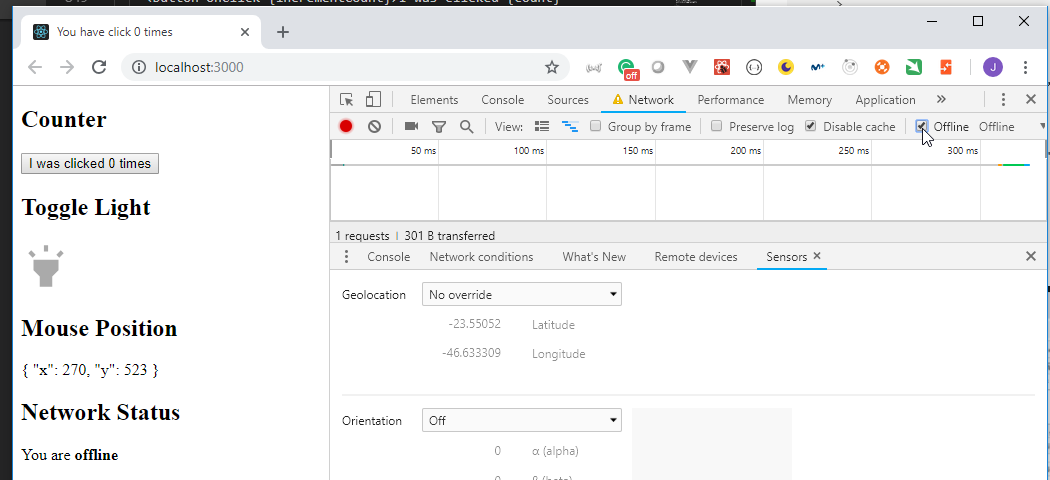 You have click 0 times
localhost:3000
off
J
Elements Console Sources Network Performance Memory Application
View: Group by frame Preserve log Disable cache Offline Offline
50 ms 100 ms 150 ms 200 ms 250 ms 300 ms
1 requests 301 B transferred
Console Network conditions What's New Remote devices Sensors
Geolocation No override
-23.55052 Latitude
-46.633309 Longitude
Orientation Off
0 α (alpha)
Counter
I was clicked 0 times
Toggle Light
Mouse Position
{ "x": 270, "y": 523 }
Network Status
You are offline